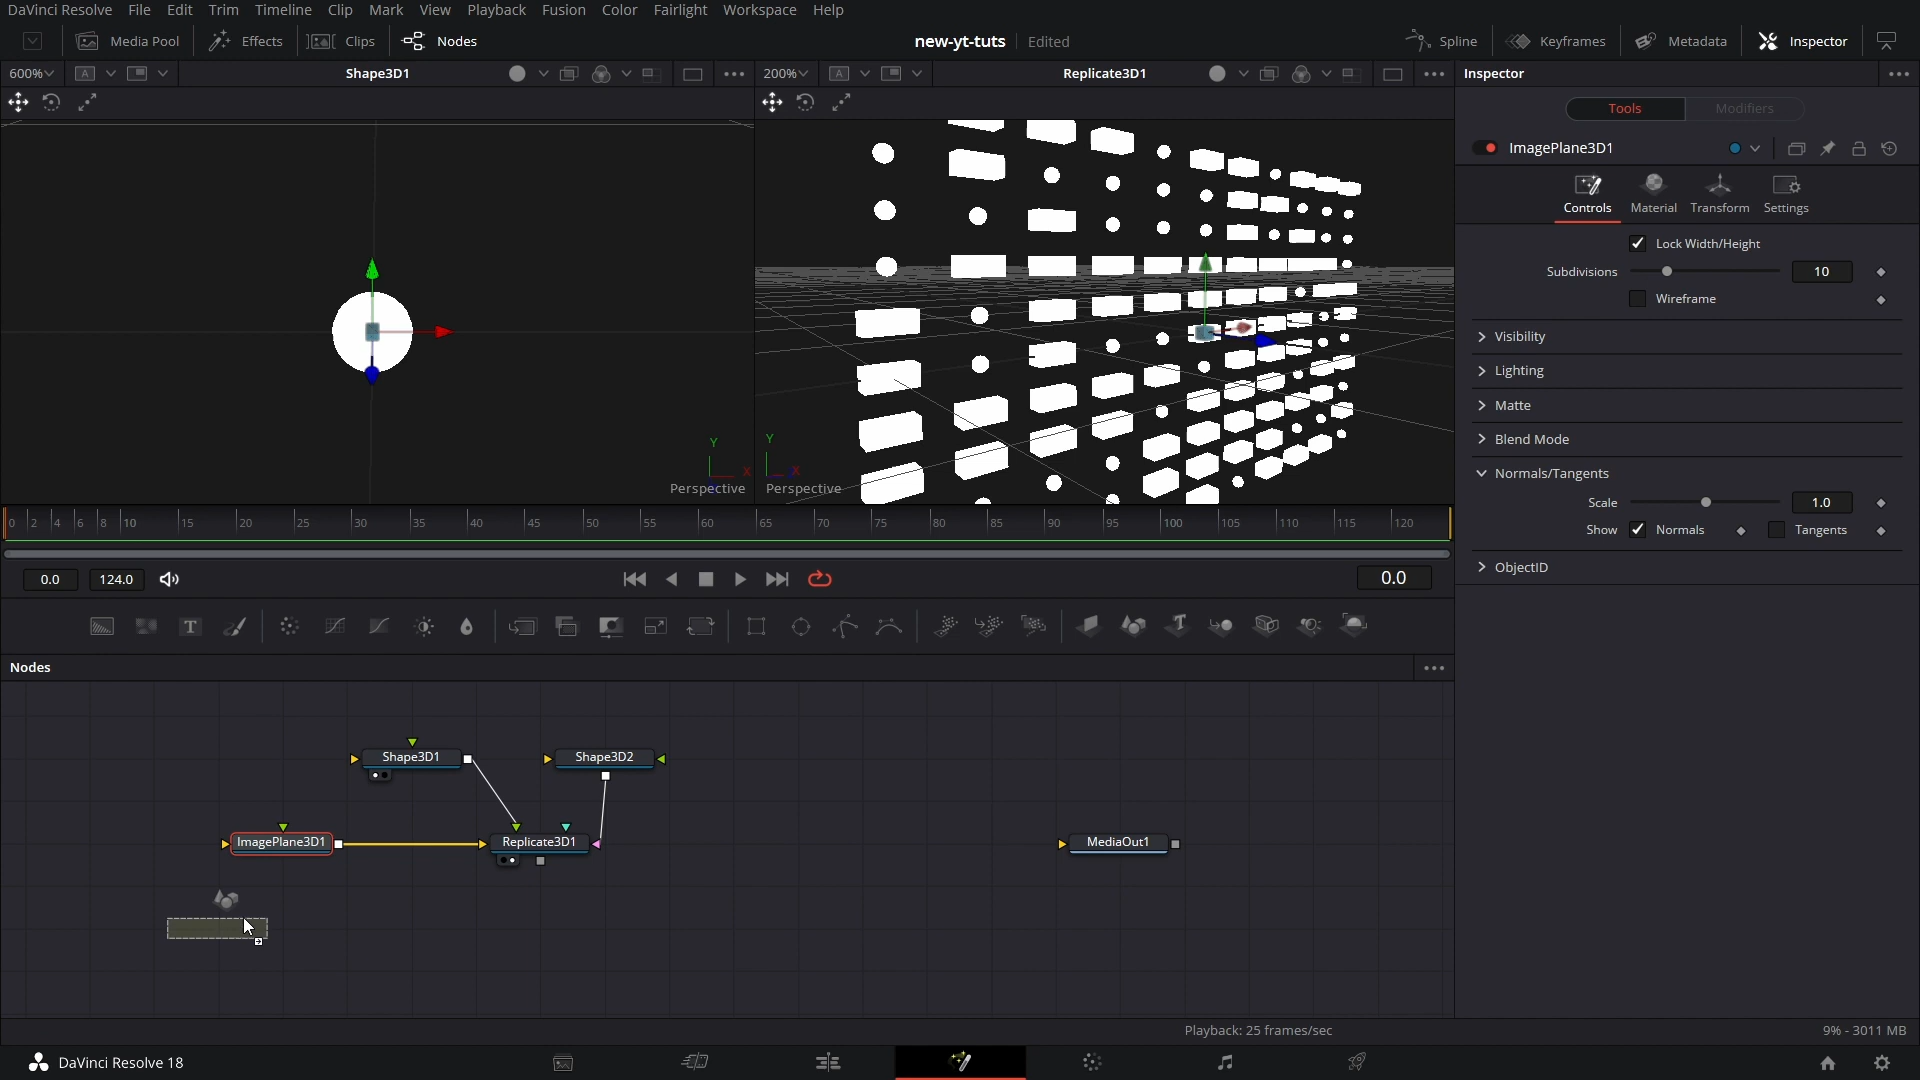 DaVinci Resolve File Edit Trim Timeline Clip Mark View Playback Fusion Color Fairlight Workspace Help
Media Pool Effects Clips Nodes new-yt-tuts Edited Spline Keyframes Metadata Inspector
600% A Shape3D1 200% A Replicate3D1 Inspector
Tools Modifiers
ImagePlane3D1
Controls Material Transform Settings
Lock Width/Height
Subdivisions 10
Wireframe
Visibility
Lighting
Matte
Blend Mode
Normals/Tangents
Scale 1.0
Show Normals Tangents
ObjectID
Y X Perspective
Y X Perspective
0 2 4 6 8 10 15 20 25 30 35 40 45 50 55 60 65 70 75 80 85 90 95 100 105 110 115 120
0.0 124.0 0.0
T T
Nodes
Shape3D1 Shape3D2
ImagePlane3D1 Replicate3D1 MediaOut1
Playback: 25 frames/sec 9% - 3011 MB
DaVinci Resolve 18